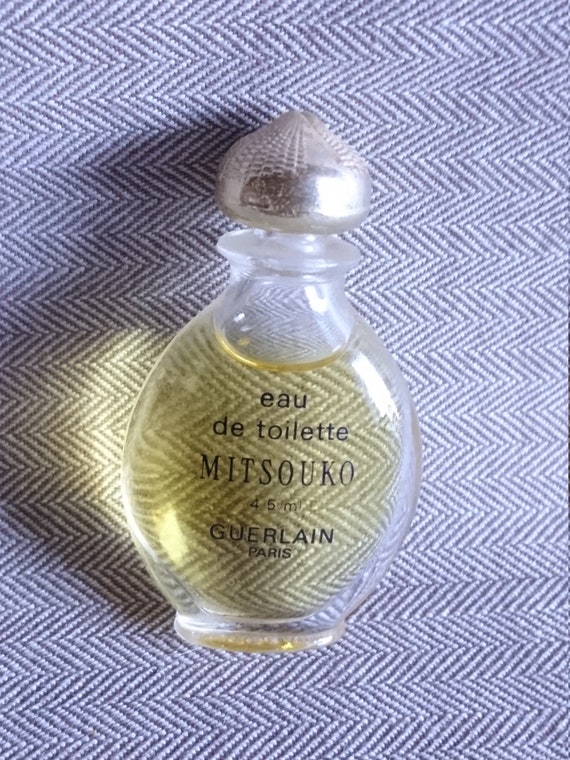 eau
de toilette
MITSOUKO
4 5 ml
GUERLAIN
PARIS